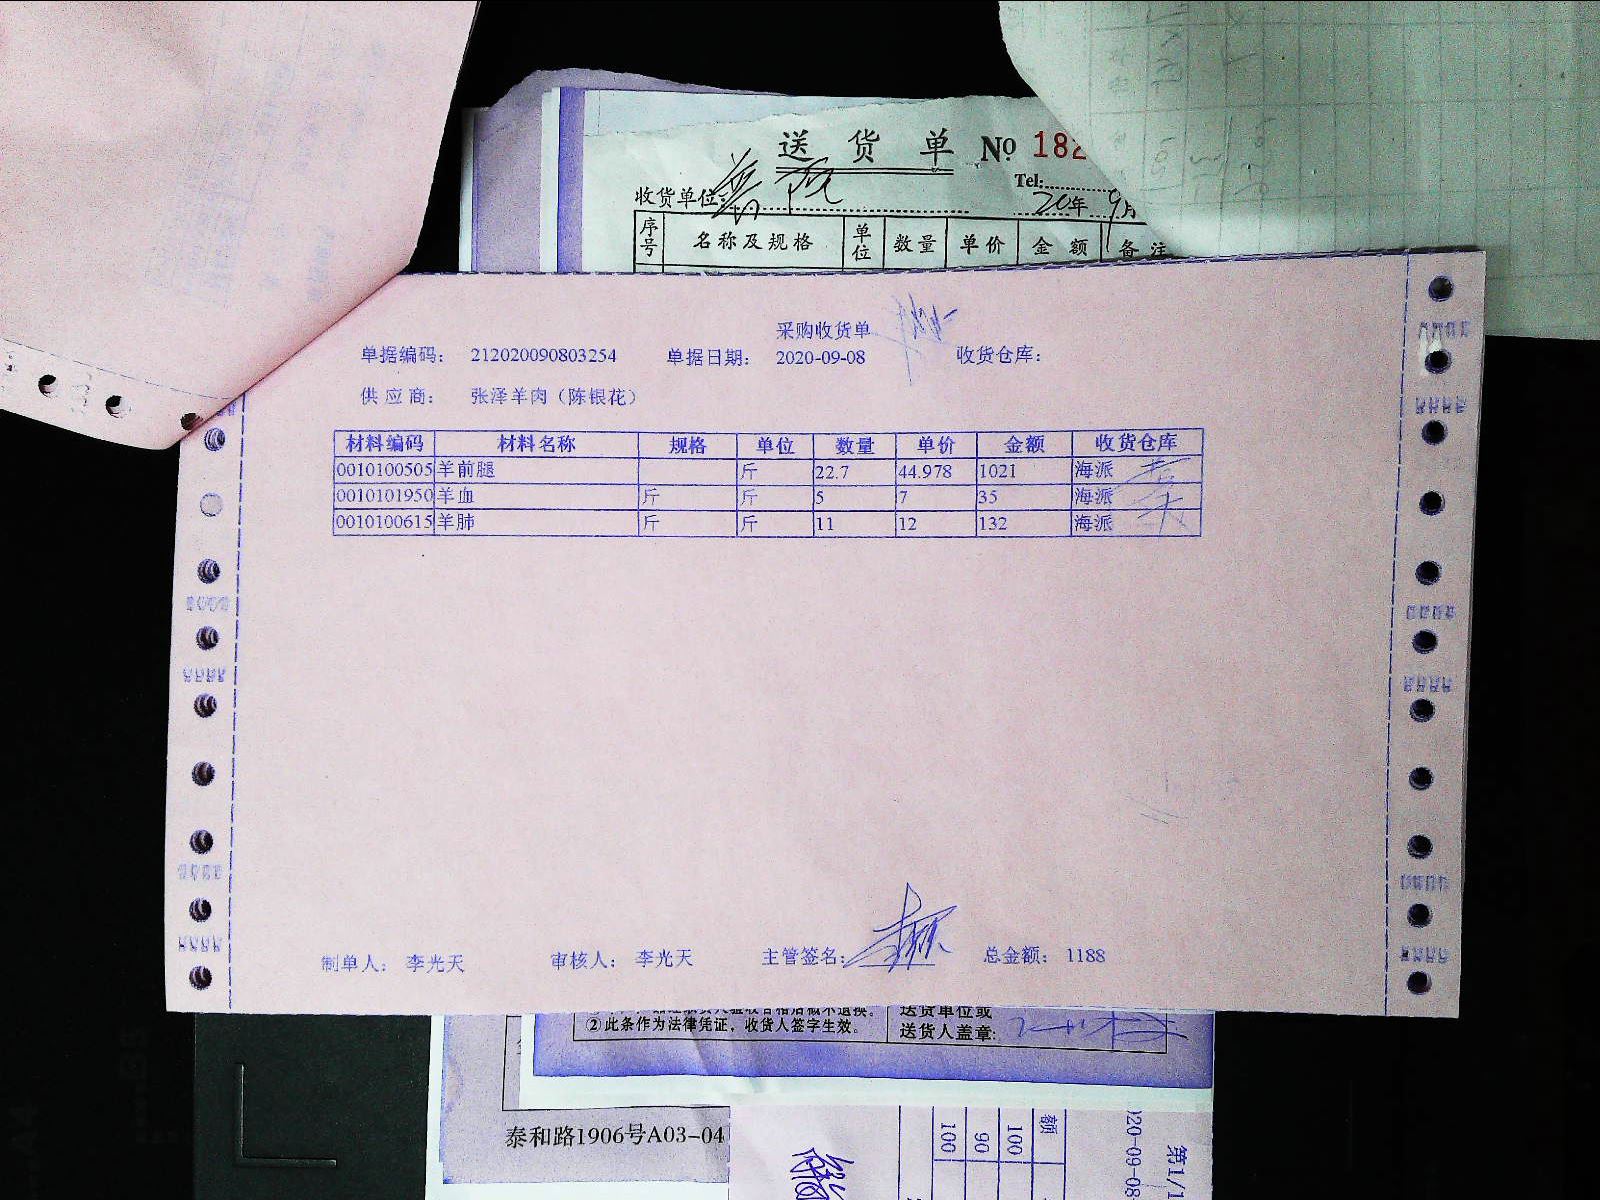 送货单 № 182
Tel:
收货单位: 20年9月
序号 名称及规格 单位 数量 单价 金额 备注
采购收货单
单据编码: 212020090803254 单据日期: 2020-09-08 收货仓库:
供应商: 张泽羊肉（陈银花）
材料编码 材料名称 规格 单位 数量 单价 金额 收货仓库
0010100505 羊前腿 斤 22.7 44.978 1021 海派
0010101950 羊血 斤 斤 5 7 35 海派
0010100615 羊肺 斤 斤 11 12 132 海派
制单人: 李光天 审核人: 李光天 主管签名: 总金额: 1188
②此条作为法律凭证，收货人签字生效。
送货单位或
送货人盖章:
泰和路1906号A03-04
额
100
90
100
020-09-08
第1/1